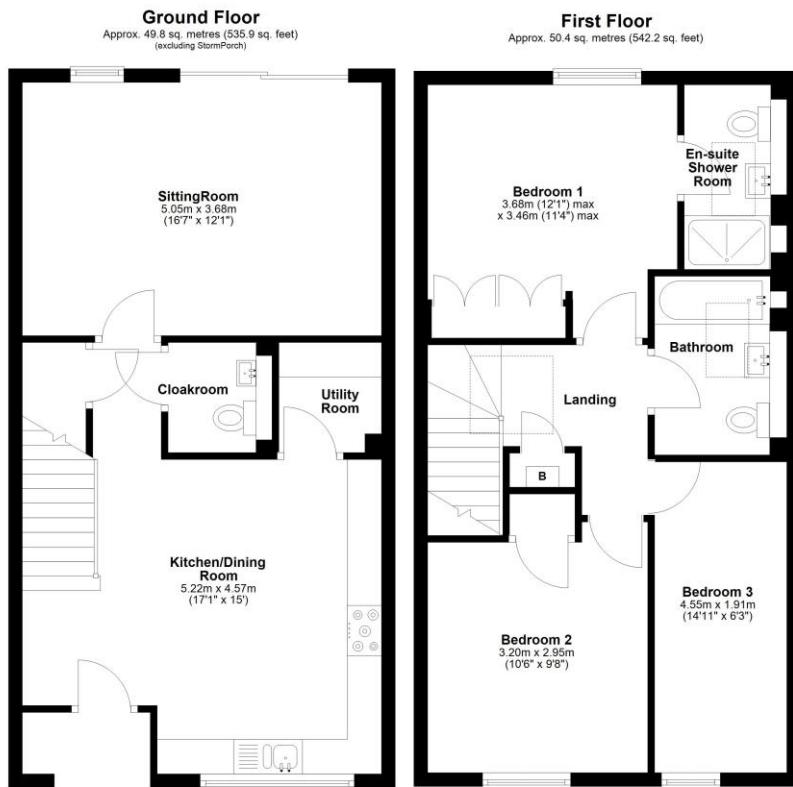 Ground Floor
Approx. 49.8 sq. metres (535.9 sq. feet)
(excluding StormPorch)
SittingRoom
5.05m x 3.68m
(16'7" x 12'1")
Cloakroom
Utility
Room
Kitchen/Dining
Room
5.22m x 4.57m
(17'1" x 15')
First Floor
Approx. 50.4 sq. metres (542.2 sq. feet)
Bedroom 1
3.68m (12'1") max
x 3.46m (11'4") max
En-suite
Shower
Room
Bathroom
Landing
B
Bedroom 2
3.20m x 2.95m
(10'6" x 9'8")
Bedroom 3
4.55m x 1.91m
(14'11" x 6'3")